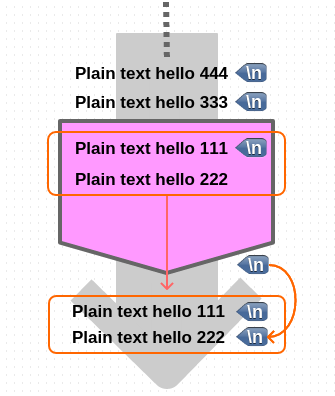 Plain text hello 444 \n
Plain text hello 333 \n
Plain text hello 111 \n
Plain text hello 222
\n
Plain text hello 111 \n
Plain text hello 222 \n